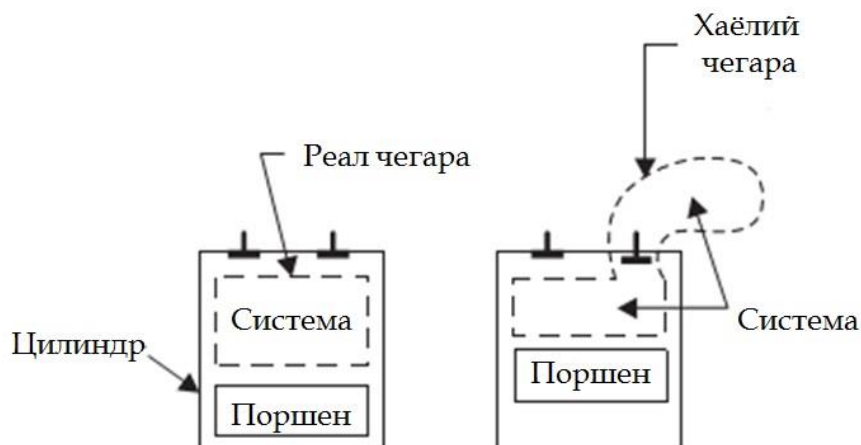 Хаёлий
чегара
Реал чегара
Система
Система
Цилиндр
Поршен
Поршен